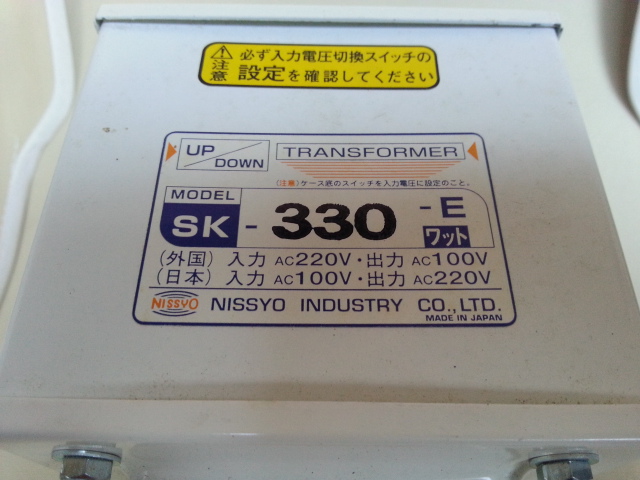 注意 必ず入力電圧切換スイッチの
設定を確認してください
UP/DOWN TRANSFORMER
(注意)ケース底のスイッチを入力電圧に設定のこと。
MODEL
SK-330-E
ワット
(外国) 入力 AC220V・出力 AC100V
(日本) 入力 AC100V・出力 AC220V
NISSYO NISSYO INDUSTRY CO.,LTD.
MADE IN JAPAN